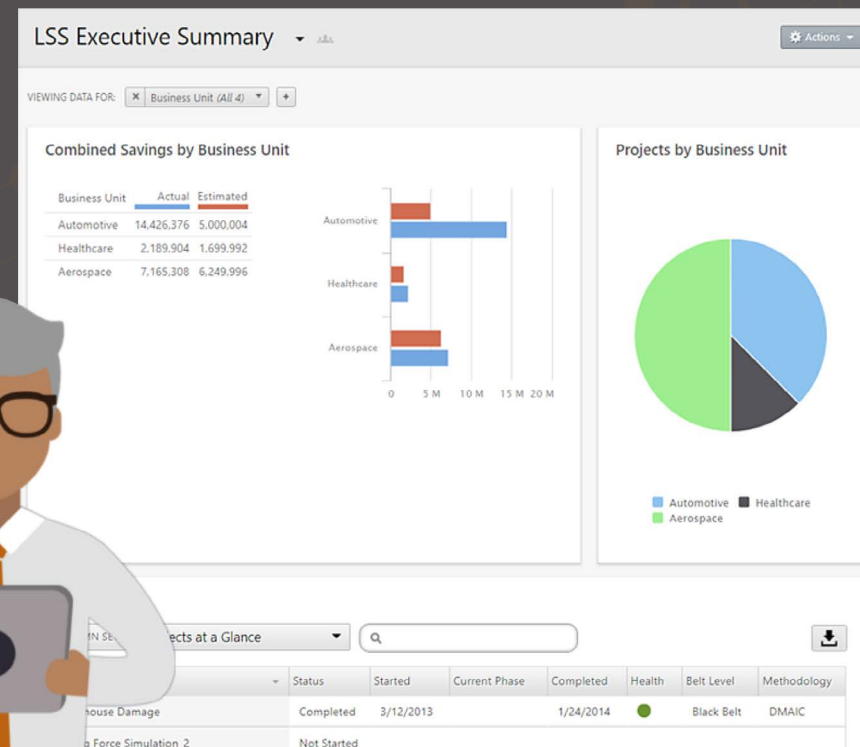 LSS Executive Summary
Actions
VIEWING DATA FOR: × Business Unit (All 4) +
Combined Savings by Business Unit
Business Unit Actual Estimated
Automotive 14,426,376 5,000,004
Healthcare 2,189,904 1,699,992
Aerospace 7,165,308 6,249,996
Automotive
Healthcare
Aerospace
0 5 M 10 M 15 M 20 M
Projects by Business Unit
Automotive Healthcare
Aerospace
at a Glance
Status Started Current Phase Completed Health Belt Level Methodology
Damage Completed 3/12/2013 1/24/2014 Black Belt DMAIC
Force Simulation 2 Not Started